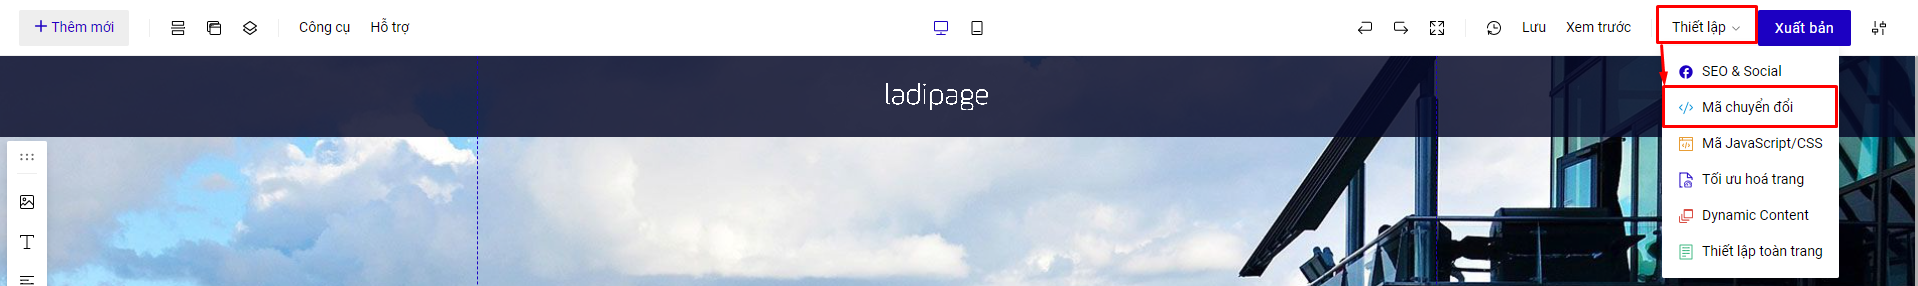 Thêm mới Công cụ Hỗ trợ Lưu Xem trước Thiết lập Xuất bản
ladipage
SEO & Social
Mã chuyển đổi
Mã JavaScript/CSS
Tối ưu hoá trang
Dynamic Content
Thiết lập toàn trang